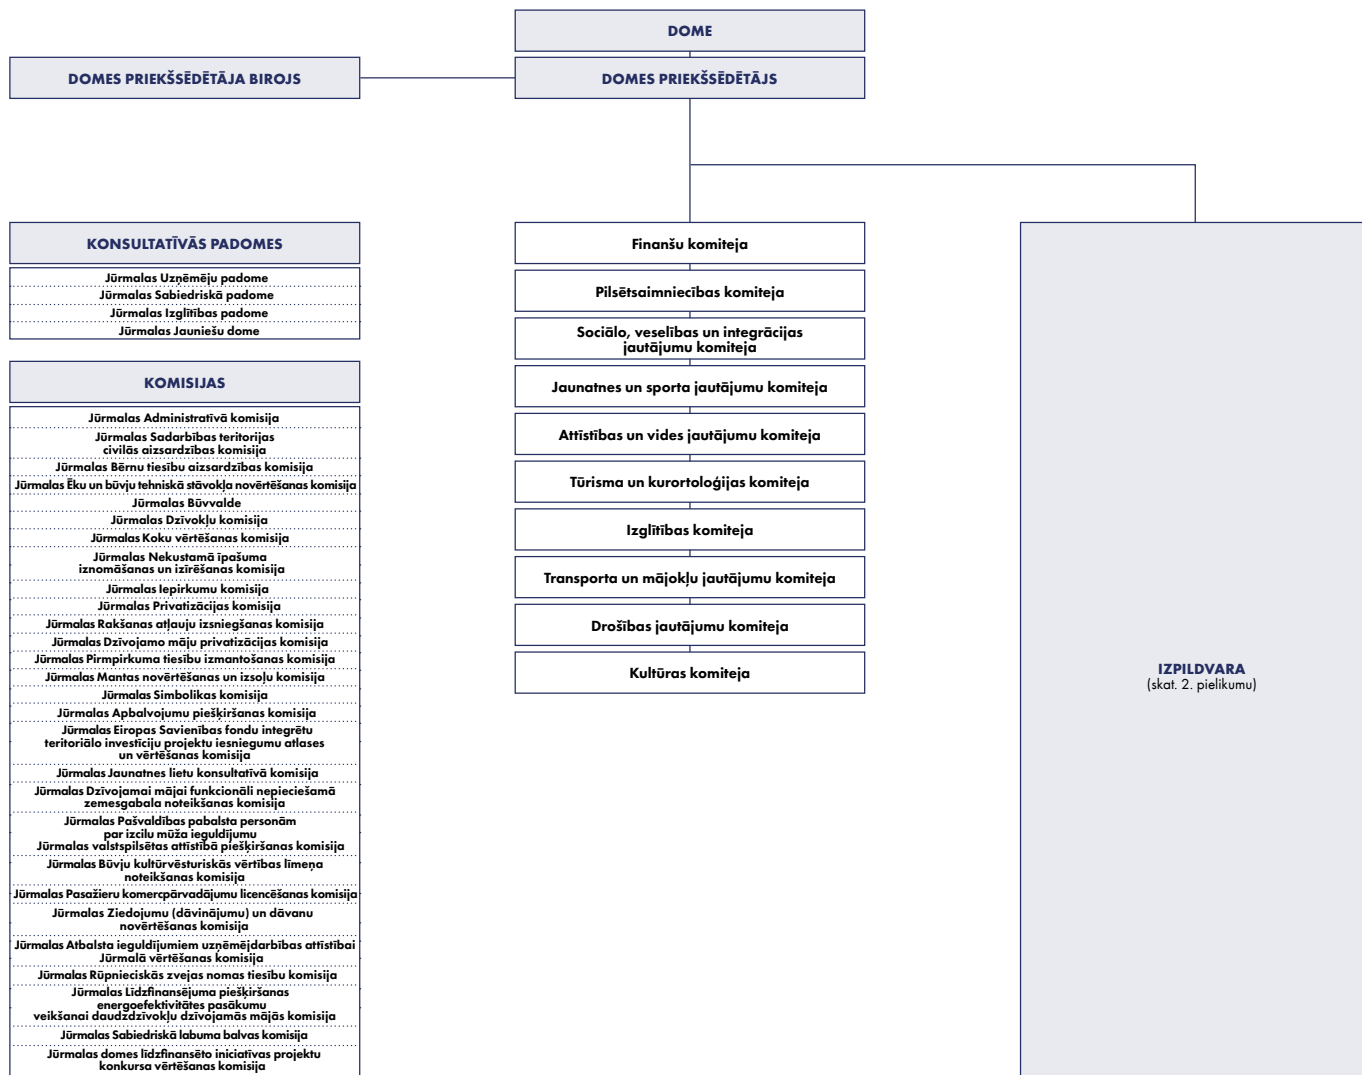 DOME
DOMES PRIEKŠSĒDĒTĀJA BIROJS
DOMES PRIEKŠSĒDĒTĀJS
KONSULTATĪVĀS PADOMES
Jūrmalas Uzņēmēju padome
Jūrmalas Sabiedriskā padome
Jūrmalas Izglītības padome
Jūrmalas Jauniešu dome
KOMISIJAS
Jūrmalas Administratīvā komisija
Jūrmalas Sadarbības teritorijas
civilās aizsardzības komisija
Jūrmalas Bērnu tiesību aizsardzības komisija
Jūrmalas Ēku un būvju tehniskā stāvokļa novērtēšanas komisija
Jūrmalas Būvvalde
Jūrmalas Dzīvokļu komisija
Jūrmalas Koku vērtēšanas komisija
Jūrmalas Nekustamā īpašuma
iznomāšanas un izīrēšanas komisija
Jūrmalas Iepirkumu komisija
Jūrmalas Privatizācijas komisija
Jūrmalas Rakšanas atļauju izsniegšanas komisija
Jūrmalas Dzīvojamo māju privatizācijas komisija
Jūrmalas Pirmpirkuma tiesību izmantošanas komisija
Jūrmalas Mantas novērtēšanas un izsoļu komisija
Jūrmalas Simbolikas komisija
Jūrmalas Apbalvojumu piešķiršanas komisija
Jūrmalas Eiropas Savienības fondu integrētu
teritoriālo investīciju projektu iesniegumu atlases
un vērtēšanas komisija
Jūrmalas Jaunatnes lietu konsultatīvā komisija
Jūrmalas Dzīvojamai mājai funkcionāli nepieciešamā
zemesgabala noteikšanas komisija
Jūrmalas Pašvaldības pabalsta personām
par izcilu mūža ieguldījumu
Jūrmalas valstspilsētas attīstībā piešķiršanas komisija
Jūrmalas Būvju kultūrvēsturiskās vērtības līmeņa
noteikšanas komisija
Jūrmalas Pasažieru komercpārvadājumu licencēšanas komisija
Jūrmalas Ziedojumu (dāvinājumu) un dāvanu
novērtēšanas komisija
Jūrmalas Atbalsta ieguldījumiem uzņēmējdarbības attīstībai
Jūrmalā vērtēšanas komisija
Jūrmalas Rūpnieciskās zvejas nomas tiesību komisija
Jūrmalas Līdzfinansējuma piešķiršanas
energoefektivitātes pasākumu
veikšanai daudzdzīvokļu dzīvojamās mājās komisija
Jūrmalas Sabiedriskā labuma balvas komisija
Jūrmalas domes līdzfinansēto iniciatīvas projektu
konkursa vērtēšanas komisija
Finanšu komiteja
Pilsētsaimniecības komiteja
Sociālo, veselības un integrācijas
jautājumu komiteja
Jaunatnes un sporta jautājumu komiteja
Attīstības un vides jautājumu komiteja
Tūrisma un kurortoloģijas komiteja
Izglītības komiteja
Transporta un mājokļu jautājumu komiteja
Drošības jautājumu komiteja
Kultūras komiteja
IZPILDVARA
(skat. 2. pielikumu)